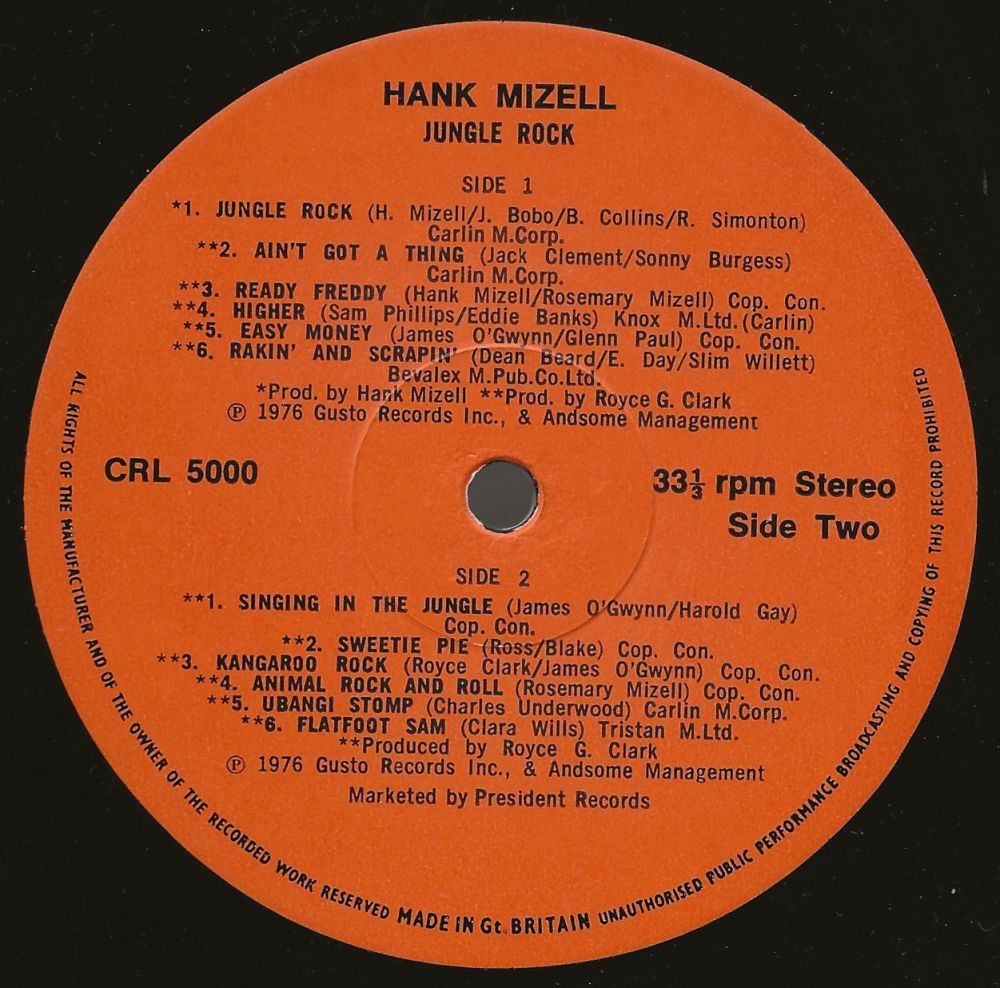 HANK MIZELL
JUNGLE ROCK
SIDE 1
*1. JUNGLE ROCK (H. Mizell/J. Bobo/B. Collins/R. Simonton)
Carlin M.Corp.
**2. AIN'T GOT A THING (Jack Clement/Sonny Burgess)
Carlin M.Corp.
**3. READY FREDDY (Hank Mizell/Rosemary Mizell) Cop. Con.
**4. HIGHER (Sam Phillips/Eddie Banks) Knox M.Ltd.(Carlin)
**5. EASY MONEY (James O'Gwynn/Glenn Paul) Cop. Con.
**6. RAKIN' AND SCRAPIN' (Dean Beard/E. Day/Slim Willett)
Bevalex M.Pub.Co.Ltd.
*Prod. by Hank Mizell **Prod. by Royce G. Clark
℗ 1976 Gusto Records Inc., & Andsome Management
CRL 5000
33⅓ rpm Stereo
Side Two
SIDE 2
**1. SINGING IN THE JUNGLE (James O'Gwynn/Harold Gay)
Cop. Con.
**2. SWEETIE PIE (Ross/Blake) Cop. Con.
**3. KANGAROO ROCK (Royce Clark/James O'Gwynn) Cop. Con.
**4. ANIMAL ROCK AND ROLL (Rosemary Mizell) Cop. Con.
**5. UBANGI STOMP (Charles Underwood) Carlin M.Corp.
**6. FLATFOOT SAM (Clara Wills) Tristan M.Ltd.
**Produced by Royce G. Clark
℗ 1976 Gusto Records Inc., & Andsome Management
Marketed by President Records
ALL RIGHTS OF THE MANUFACTURER AND OF THE OWNER OF THE RECORDED WORK RESERVED MADE IN Gt. BRITAIN UNAUTHORISED PUBLIC PERFORMANCE BROADCASTING AND COPYING OF THIS RECORD PROHIBITED